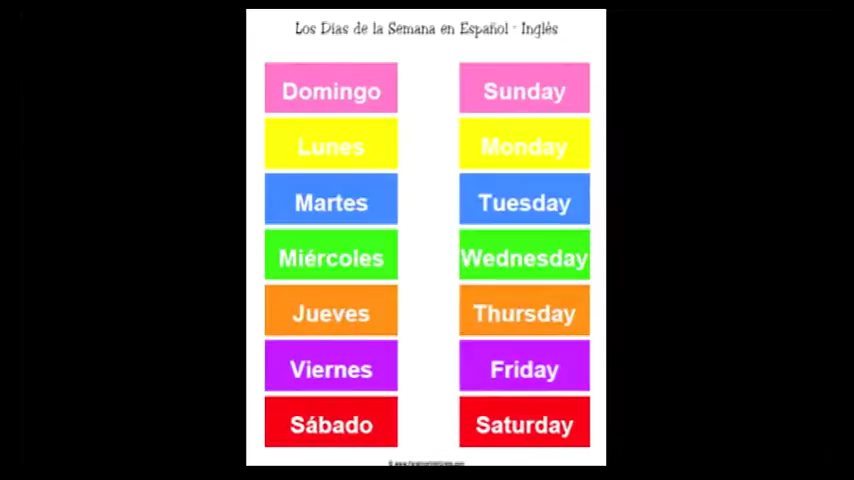 Los Días de la Semana en Español - Inglés
Domingo Sunday
Lunes Monday
Martes Tuesday
Miércoles Wednesday
Jueves Thursday
Viernes Friday
Sábado Saturday